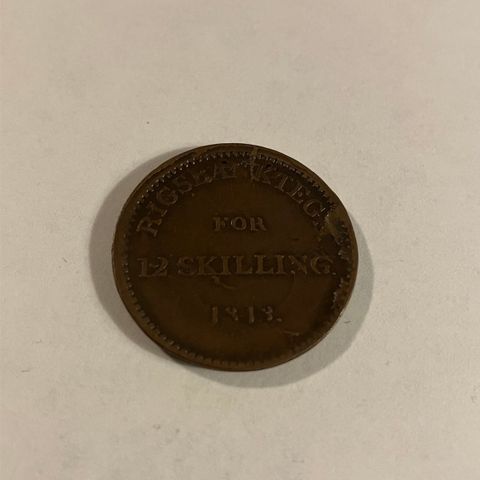 RIGSBANKTEGN
FOR
12 SKILLING
1813.